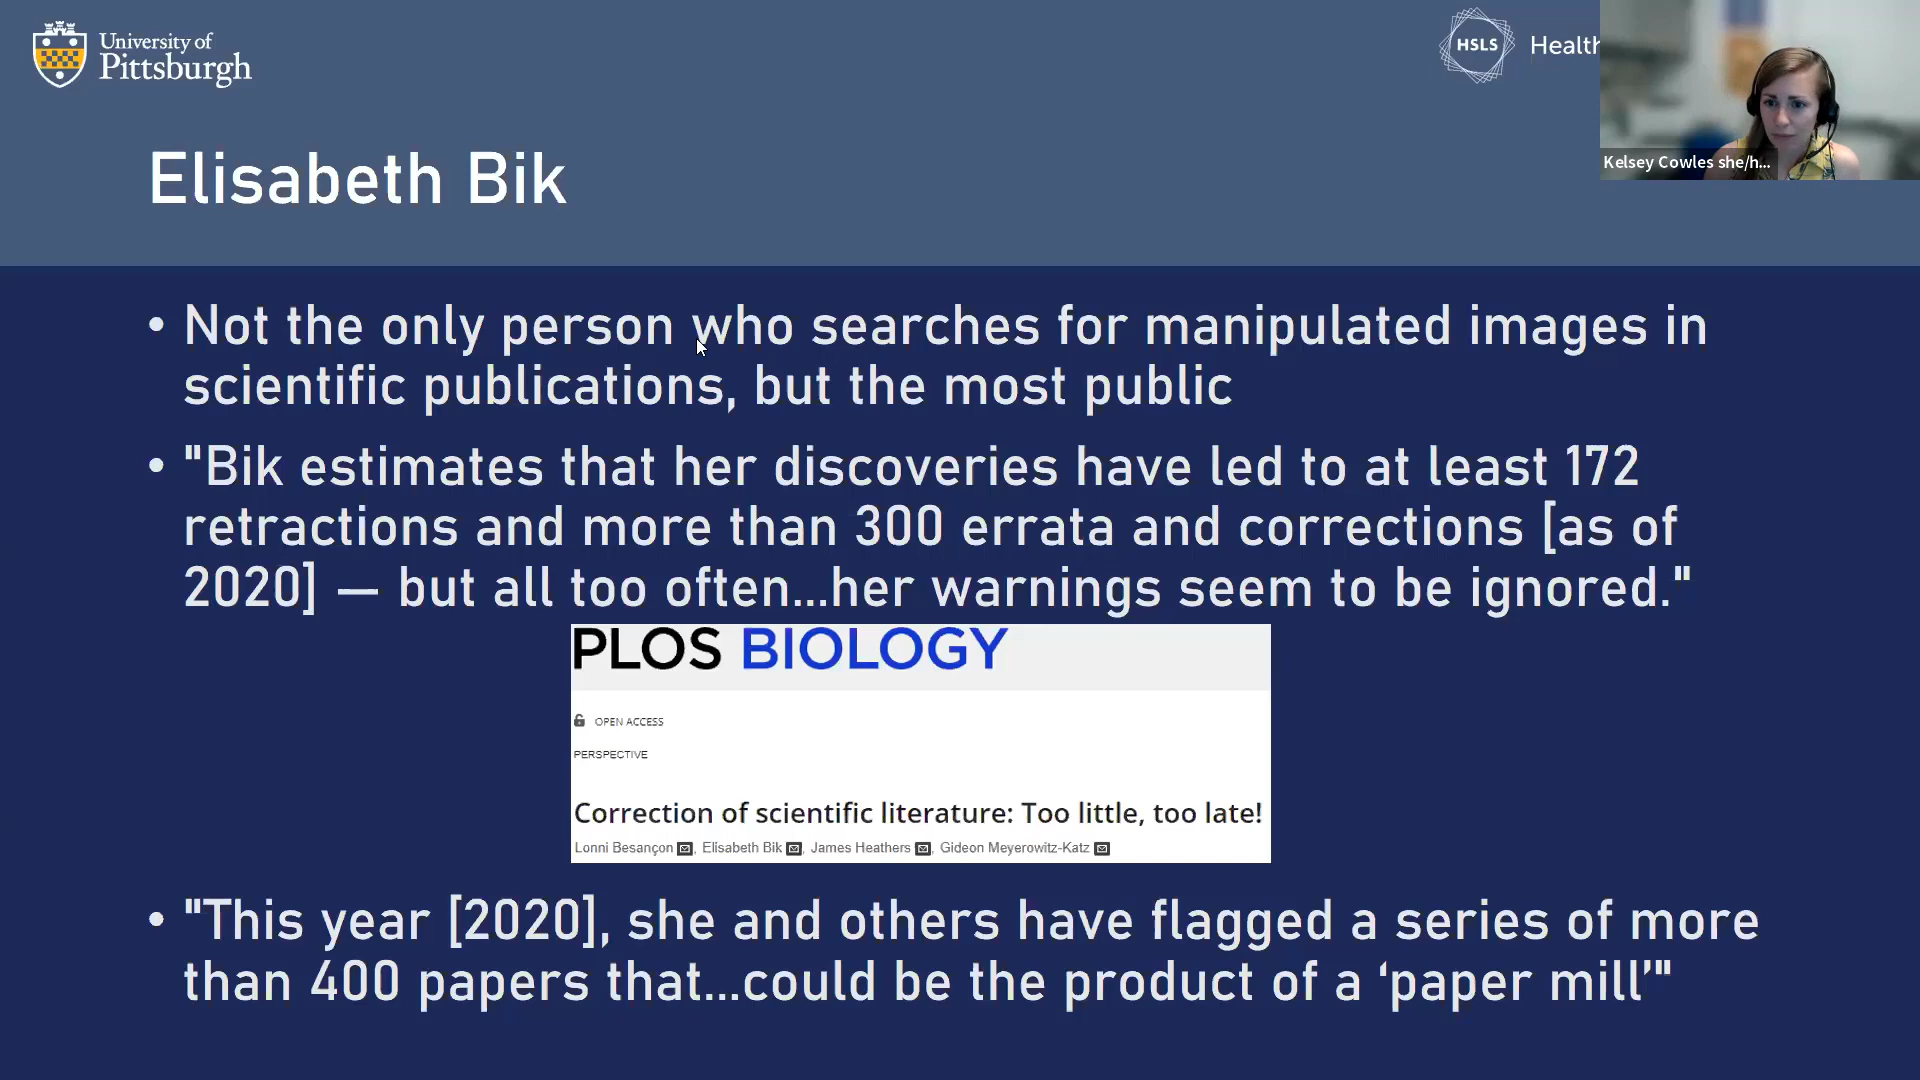 University of
Pittsburgh
HSLS
Health
Kelsey Cowles she/h...
Elisabeth Bik
• Not the only person who searches for manipulated images in
scientific publications, but the most public
• "Bik estimates that her discoveries have led to at least 172
retractions and more than 300 errata and corrections [as of
2020] — but all too often...her warnings seem to be ignored."
PLOS BIOLOGY
OPEN ACCESS
PERSPECTIVE
Correction of scientific literature: Too little, too late!
Lonni Besançon, Elisabeth Bik, James Heathers, Gideon Meyerowitz-Katz
• "This year [2020], she and others have flagged a series of more
than 400 papers that...could be the product of a ‘paper mill’"